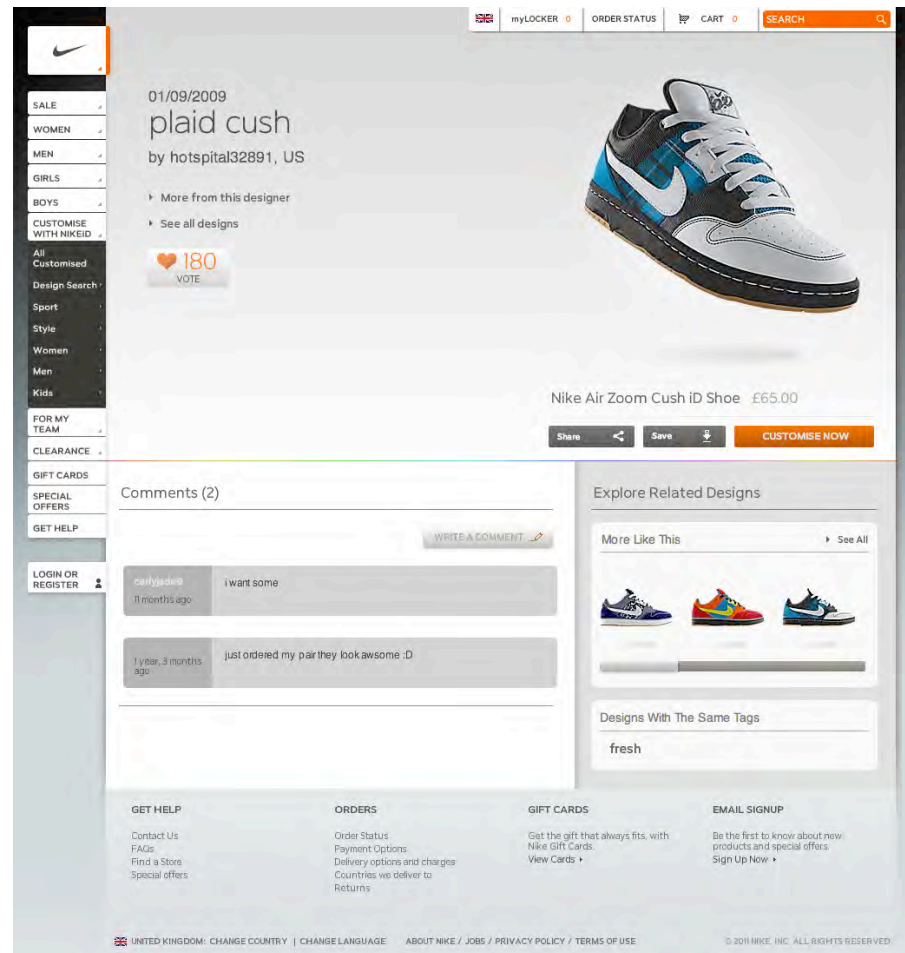 myLOCKER 0
ORDER STATUS
CART 0
SEARCH
SALE
WOMEN
MEN
GIRLS
BOYS
CUSTOMISE
WITH NIKEiD
All
Customised
Design Search
Sport
Style
Women
Men
Kids
FOR MY
TEAM
CLEARANCE
GIFT CARDS
SPECIAL
OFFERS
GET HELP
LOGIN OR
REGISTER
01/09/2009
plaid cush
by hotspital32891, US
More from this designer
See all designs
180
VOTE
Nike Air Zoom Cush iD Shoe £65.00
Share
Save
CUSTOMISE NOW
Comments (2)
WRITE A COMMENT
i want some
11 months ago
just ordered my pair they look awsome :D
1 year, 3 months
ago
Explore Related Designs
More Like This
See All
Designs With The Same Tags
fresh
GET HELP
Contact Us
FAQs
Find a Store
Special offers
ORDERS
Order Status
Payment Options
Delivery options and charges
Countries we deliver to
Returns
GIFT CARDS
Get the gift that always fits, with
Nike Gift Cards.
View Cards
EMAIL SIGNUP
Be the first to know about new
products and special offers.
Sign Up Now
UNITED KINGDOM: CHANGE COUNTRY | CHANGE LANGUAGE
ABOUT NIKE / JOBS / PRIVACY POLICY / TERMS OF USE
© 2011 NIKE, INC. ALL RIGHTS RESERVED